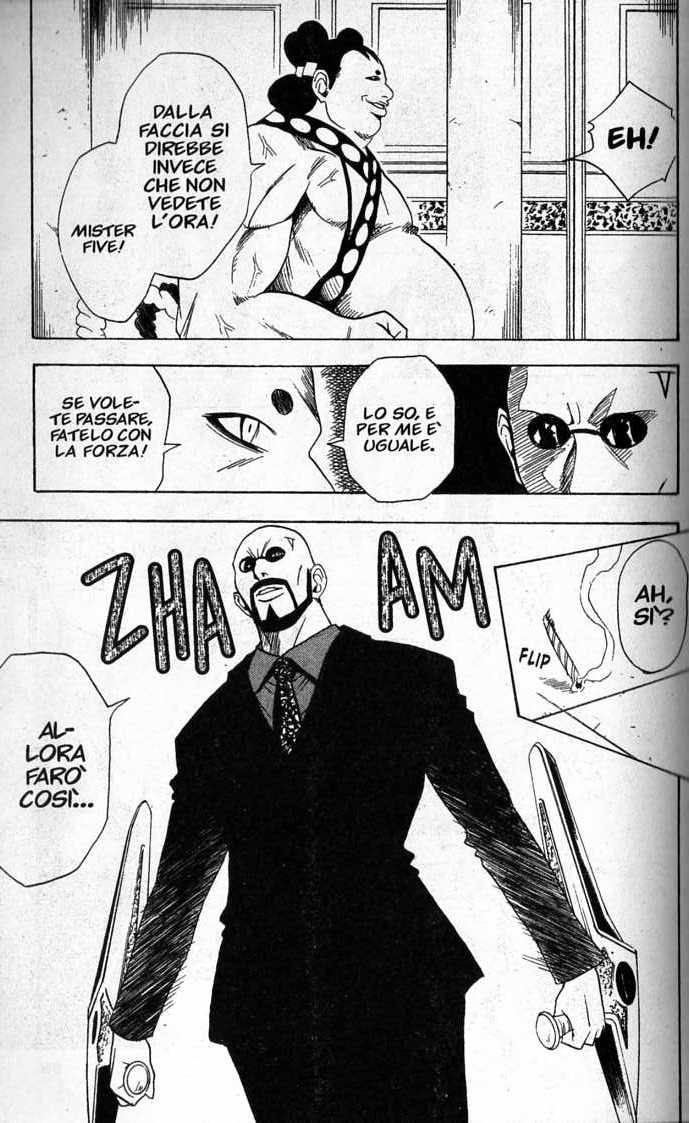 EH!
DALLA
FACCIA SI
DIREBBE
INVECE
CHE NON
VEDETE
L'ORA!
MISTER
FIVE!
LO SO, E
PER ME È
UGUALE.
SE VOLE-
TE PASSARE,
FATELO CON
LA FORZA!
AH,
SÌ?
FLIP
ZHA AM
AL-
LORA
FARÒ
COSÌ...